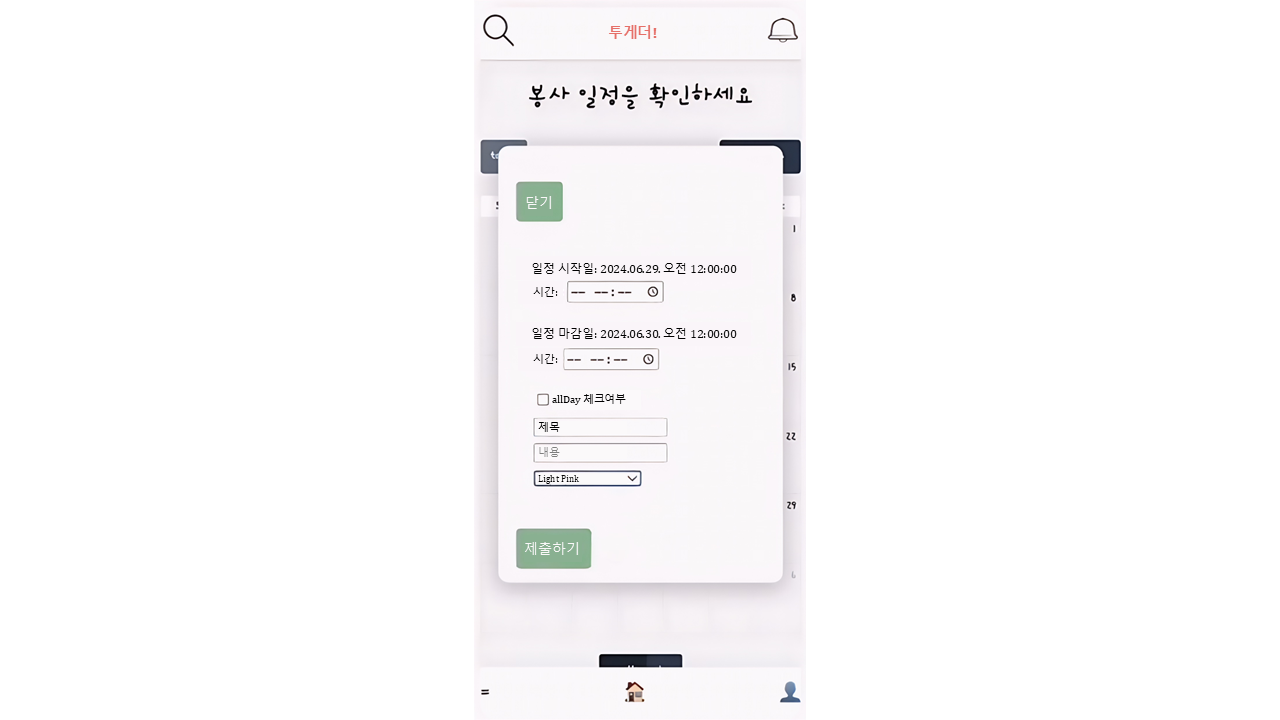 투게더!
봉사 일정을 확인하세요
닫기
1
일정 시작일: 2024.06.29. 오전 12:00:00
시간: -- --:--
8
일정 마감일: 2024.06.30. 오전 12:00:00
시간: -- --:--
15
allDay 체크여부
제목
22
내용
Light Pink
29
제출하기
6